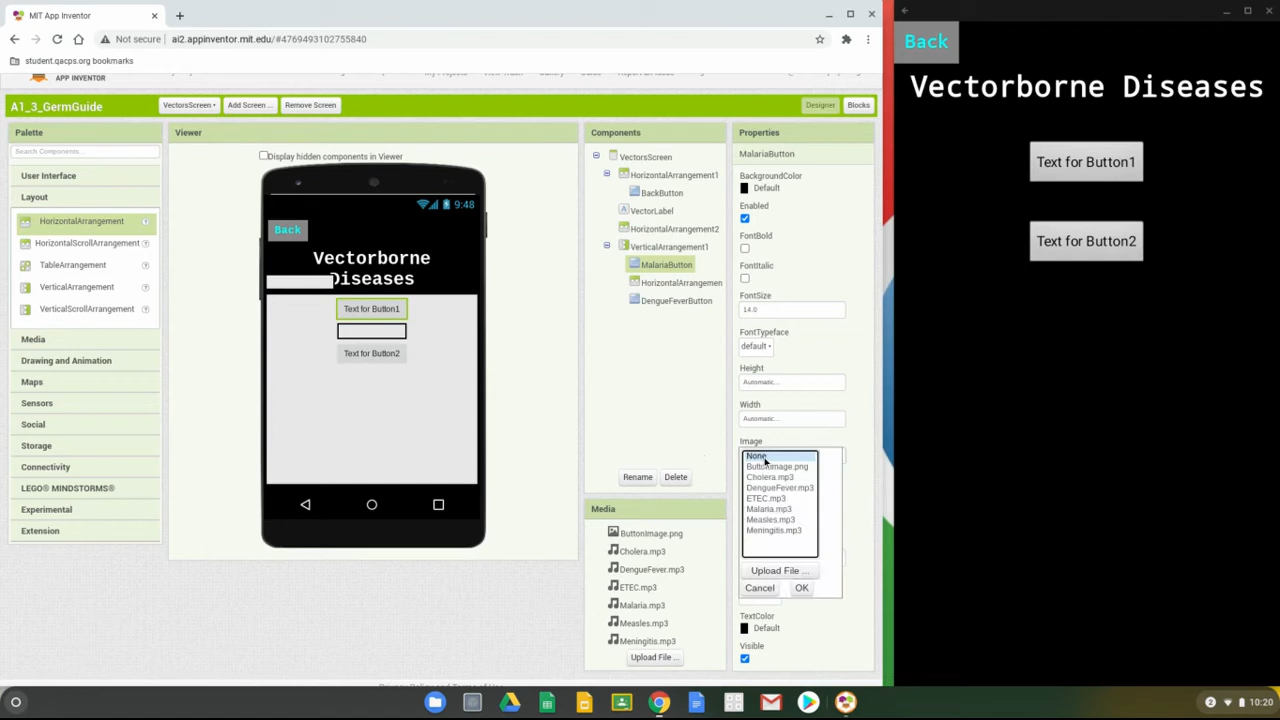 MIT App Inventor
Not secure | ai2.appinventor.mit.edu/#4769493102755840
student.qacps.org bookmarks
APP INVENTOR
A1_3_GermGuide
VectorsScreen
Add Screen ...
Remove Screen
Designer
Blocks
Palette
Search Components...
User Interface
Layout
HorizontalArrangement
HorizontalScrollArrangement
TableArrangement
VerticalArrangement
VerticalScrollArrangement
Media
Drawing and Animation
Maps
Sensors
Social
Storage
Connectivity
LEGO® MINDSTORMS®
Experimental
Extension
Viewer
Display hidden components in Viewer
9:48
Back
Vectorborne
Diseases
Text for Button1
Text for Button2
Components
VectorsScreen
HorizontalArrangement1
BackButton
VectorLabel
HorizontalArrangement2
VerticalArrangement1
MalariaButton
HorizontalArrangemen
DengueFeverButton
Rename
Delete
Media
ButtonImage.png
Cholera.mp3
DengueFever.mp3
ETEC.mp3
Malaria.mp3
Measles.mp3
Meningitis.mp3
Upload File ...
Properties
MalariaButton
BackgroundColor
Default
Enabled
FontBold
FontItalic
FontSize
14.0
FontTypeface
default
Height
Automatic...
Width
Automatic...
Image
None
ButtonImage.png
Cholera.mp3
DengueFever.mp3
ETEC.mp3
Malaria.mp3
Measles.mp3
Meningitis.mp3
Upload File ...
Cancel
OK
TextColor
Default
Visible
Back
Vectorborne Diseases
Text for Button1
Text for Button2
2
10:20